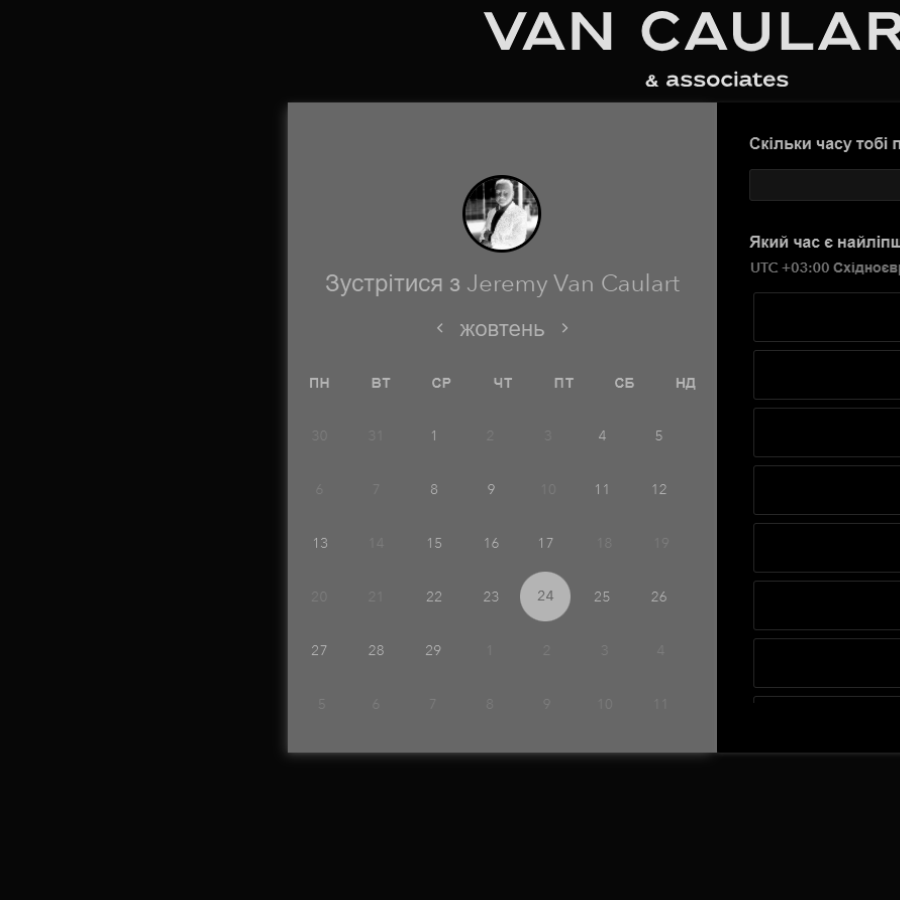 VAN CAULAR
& associates
Зустрітися з Jeremy Van Caulart
жовтень
ПН ВТ СР ЧТ ПТ СБ НД
30 31 1 2 3 4 5
6 7 8 9 10 11 12
13 14 15 16 17 18 19
20 21 22 23 24 25 26
27 28 29 1 2 3 4
5 6 7 8 9 10 11
Скільки часу тобі п
Який час є найліпш
UTC +03:00 Східноєвр